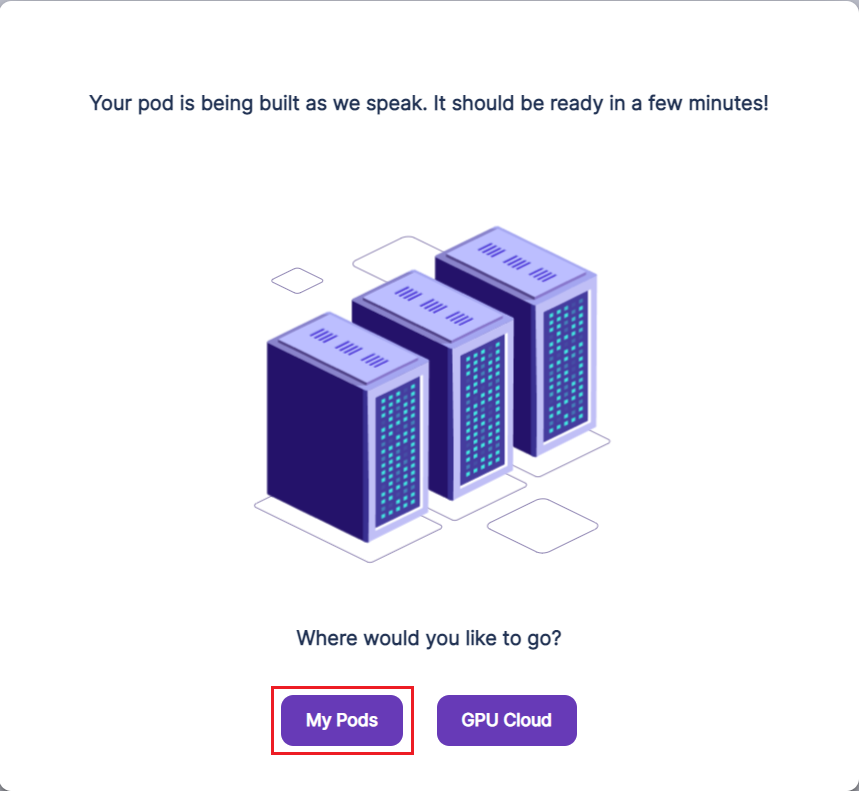 Your pod is being built as we speak. It should be ready in a few minutes!
Where would you like to go?
My Pods
GPU Cloud